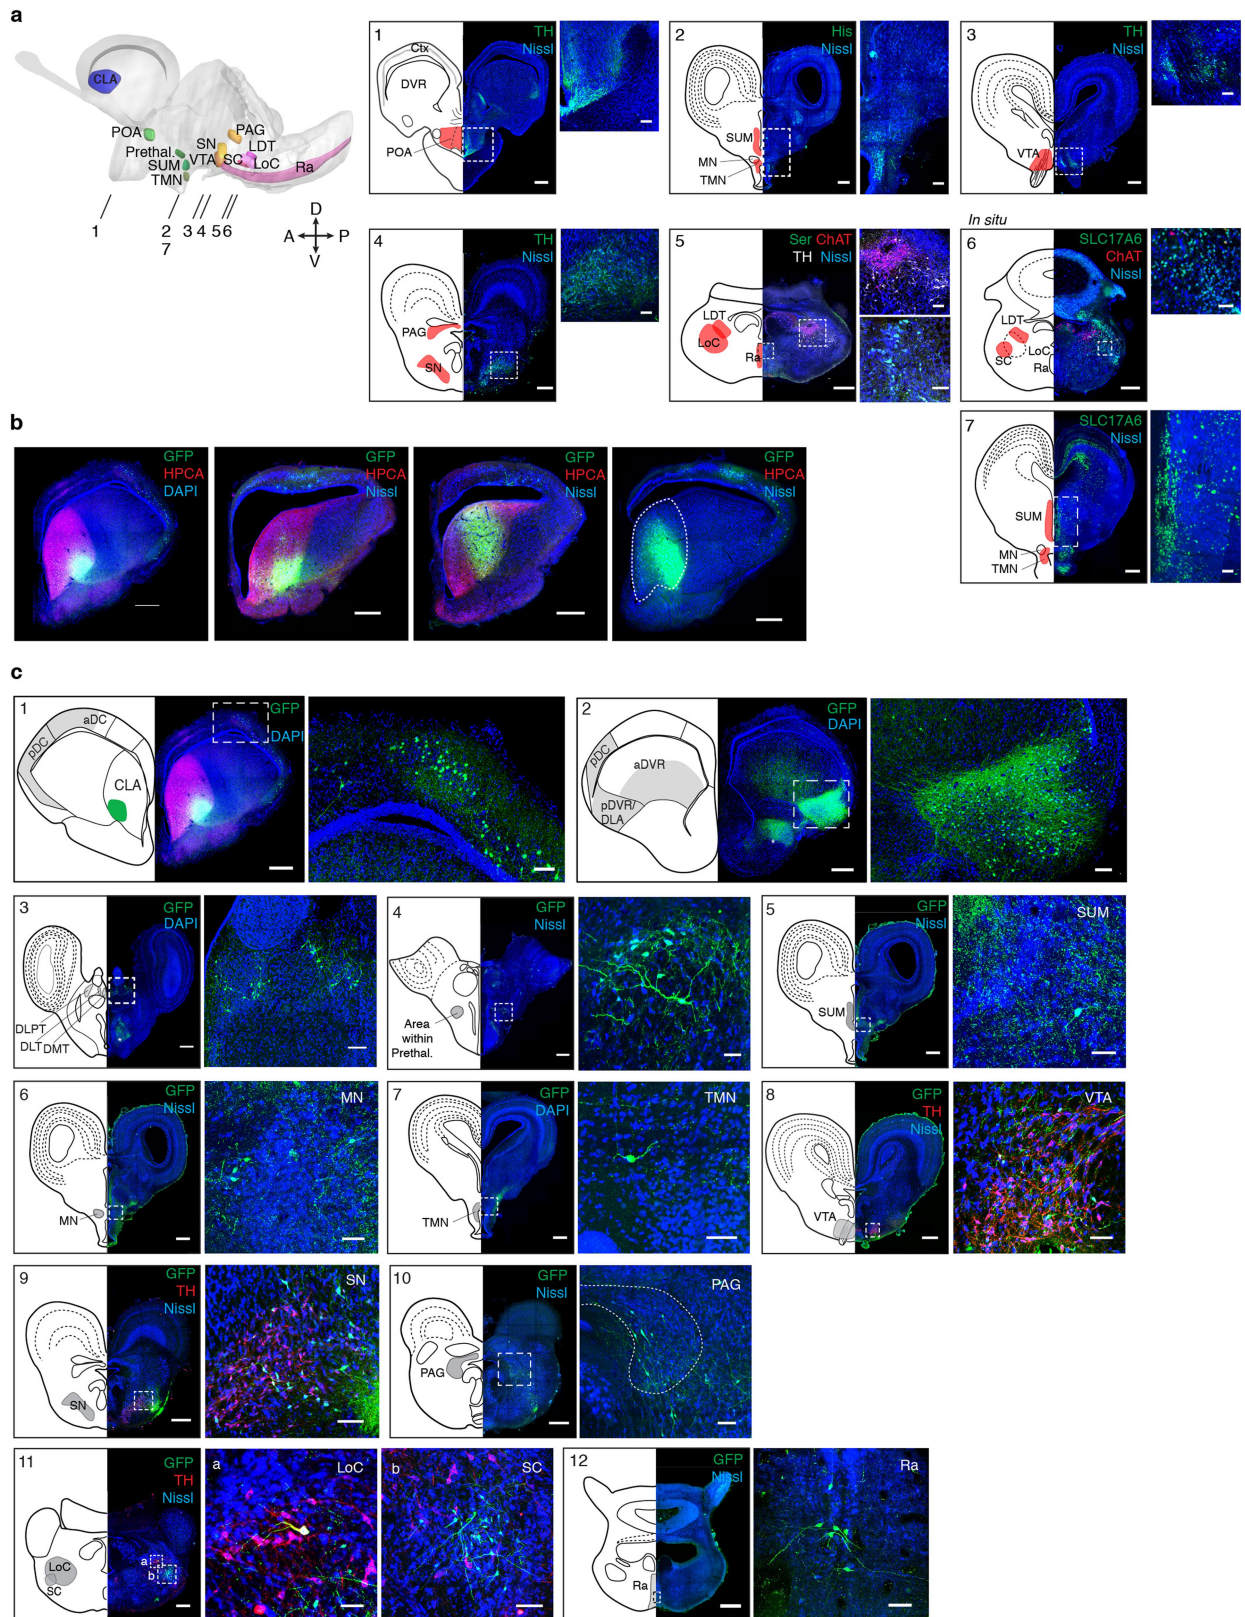 a
CLA
POA
Prethal.
SUM
TMN
SN
VTA
PAG
LDT
SC
LoC
Ra
1
2
7
3
4
5
6
D
A
P
V
1
TH
Nissl
Ctx
DVR
POA
2
His
Nissl
SUM
MN
TMN
3
TH
Nissl
VTA
4
TH
Nissl
PAG
SN
5
Ser ChAT
TH Nissl
LDT
LoC
Ra
In situ
6
SLC17A6
ChAT
Nissl
LDT
SC
LoC
Ra
7
SLC17A6
Nissl
SUM
MN
TMN
b
GFP
HPCA
DAPI
GFP
HPCA
Nissl
GFP
HPCA
Nissl
GFP
HPCA
Nissl
c
1
GFP
DAPI
aDC
pDC
CLA
2
GFP
DAPI
pDC
aDVR
pDVR/
DLA
3
GFP
DAPI
DLPT
DLT
DMT
4
GFP
Nissl
Area
within
Prethal.
5
GFP
Nissl
SUM
SUM
6
GFP
Nissl
MN
MN
7
GFP
DAPI
TMN
TMN
8
GFP
TH
Nissl
VTA
VTA
9
GFP
TH
Nissl
SN
SN
10
GFP
Nissl
PAG
PAG
11
GFP
TH
Nissl
LoC
SC
a
b
a
LoC
b
SC
12
GFP
Nissl
Ra
Ra